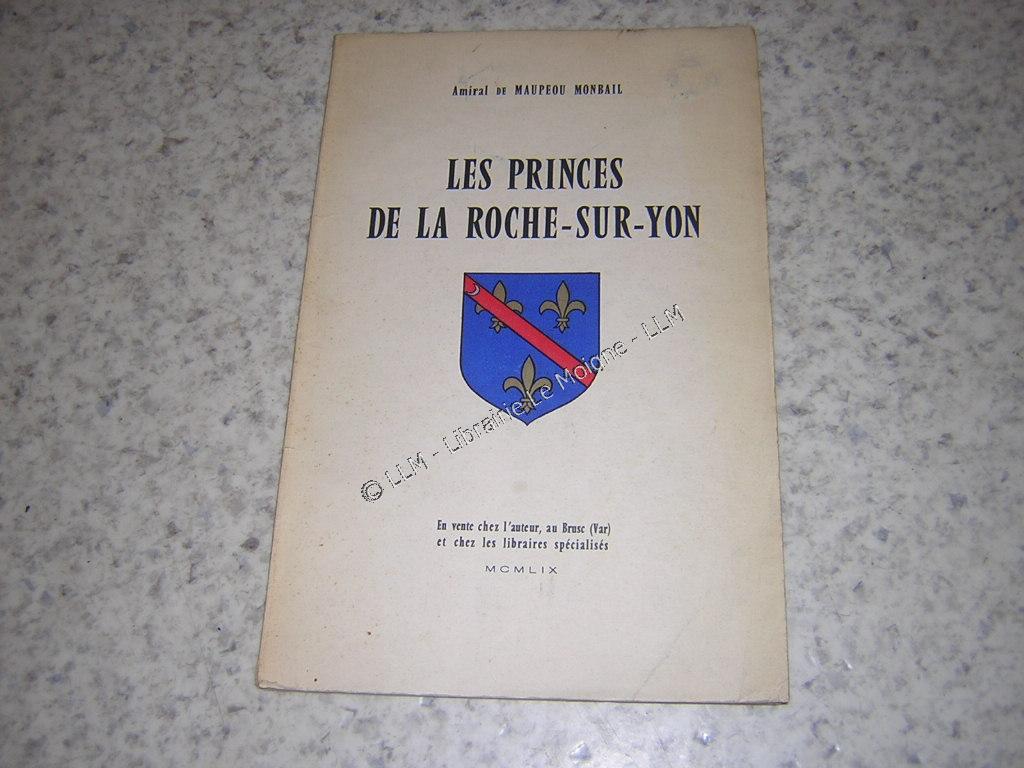 Amiral DE MAUPEOU MONBAIL
LES PRINCES
DE LA ROCHE-SUR-YON
© LLM - Librairie Le Moigne - LLM
En vente chez l'auteur, au Brusc (Var)
et chez les libraires spécialisés
MCMLIX